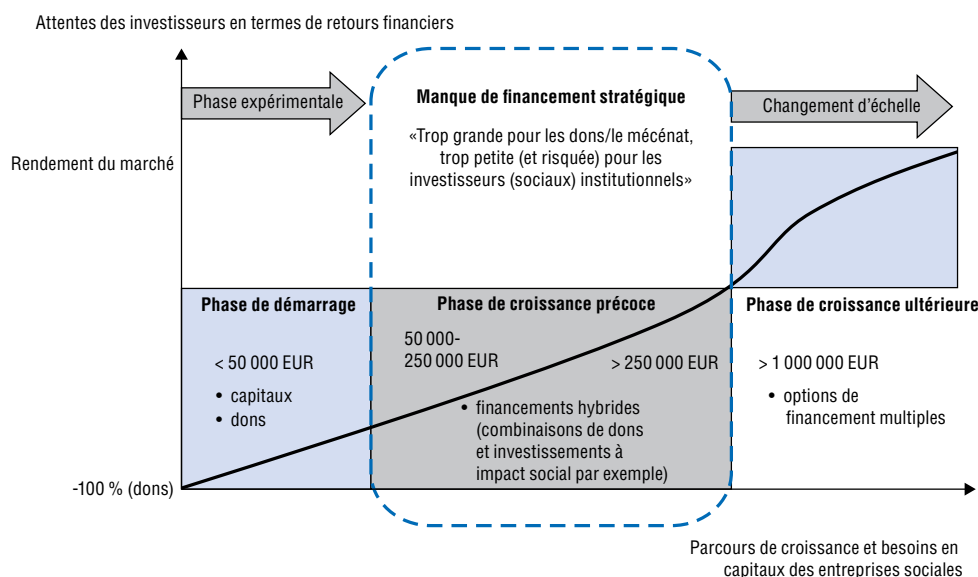 Attentes des investisseurs en termes de retours financiers
Phase expérimentale
Manque de financement stratégique
Changement d'échelle
«Trop grande pour les dons/le mécénat,
trop petite (et risquée) pour les
investisseurs (sociaux) institutionnels»
Rendement du marché
Phase de démarrage
Phase de croissance précoce
Phase de croissance ultérieure
< 50 000 EUR
• capitaux
• dons
50 000-
250 000 EUR
> 250 000 EUR
• financements hybrides
(combinaisons de dons
et investissements à
impact social par exemple)
> 1 000 000 EUR
• options de
financement multiples
-100 % (dons)
Parcours de croissance et besoins en
capitaux des entreprises sociales